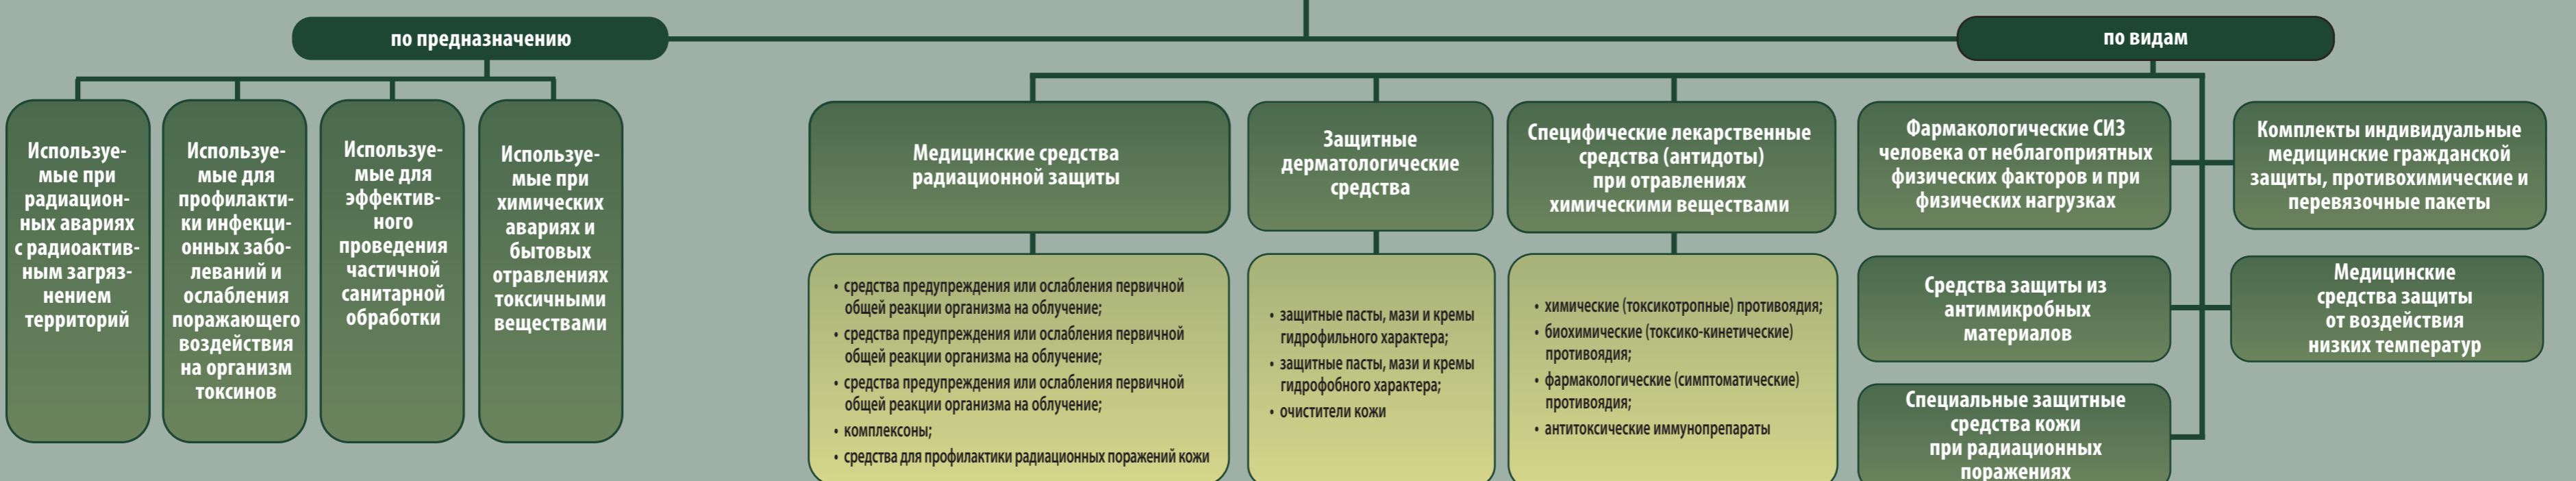 по предназначению
по видам
Используе-
мые при
радиацион-
ных авариях
с радиоактив-
ным загряз-
нением
территорий
Используе-
мые для
профилакти-
ки инфекци-
онных забо-
леваний и
ослабления
поражающего
воздействия
на организм
токсинов
Используе-
мые для
эффектив-
ного
проведения
частичной
санитарной
обработки
Используе-
мые при
химических
авариях и
бытовых
отравлениях
токсичными
веществами
Медицинские средства
радиационной защиты
• средства предупреждения или ослабления первичной
общей реакции организма на облучение;
• средства предупреждения или ослабления первичной
общей реакции организма на облучение;
• средства предупреждения или ослабления первичной
общей реакции организма на облучение;
• комплексоны;
• средства для профилактики радиационных поражений кожи
Защитные
дерматологические
средства
• защитные пасты, мази и кремы
гидрофильного характера;
• защитные пасты, мази и кремы
гидрофобного характера;
• очистители кожи
Специфические лекарственные
средства (антидоты)
при отравлениях
химическими веществами
• химические (токсикотропные) противоядия;
• биохимические (токсико-кинетические)
противоядия;
• фармакологические (симптоматические)
противоядия;
• антитоксические иммунопрепараты
Фармакологические СИЗ
человека от неблагоприятных
физических факторов и при
физических нагрузках
Комплекты индивидуальные
медицинские гражданской
защиты, противохимические и
перевязочные пакеты
Средства защиты из
антимикробных
материалов
Медицинские
средства защиты
от воздействия
низких температур
Специальные защитные
средства кожи
при радиационных
поражениях